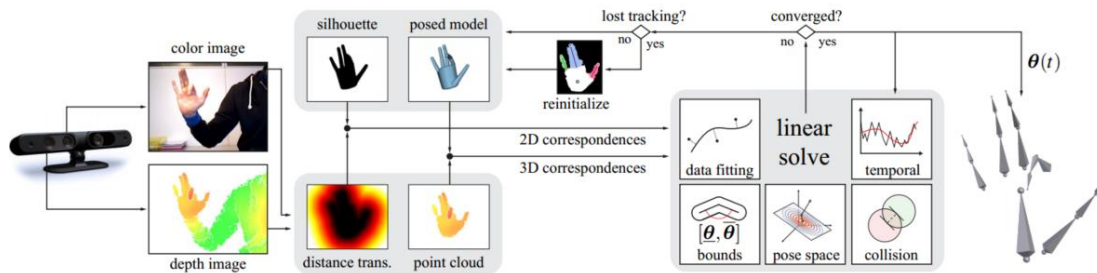 color image
depth image
silhouette
posed model
distance trans.
point cloud
lost tracking?
no
yes
reinitialize
converged?
no
yes
2D correspondences
3D correspondences
data fitting
linear
solve
temporal
[θ̲, θ̅]
bounds
pose space
collision
θ(t)